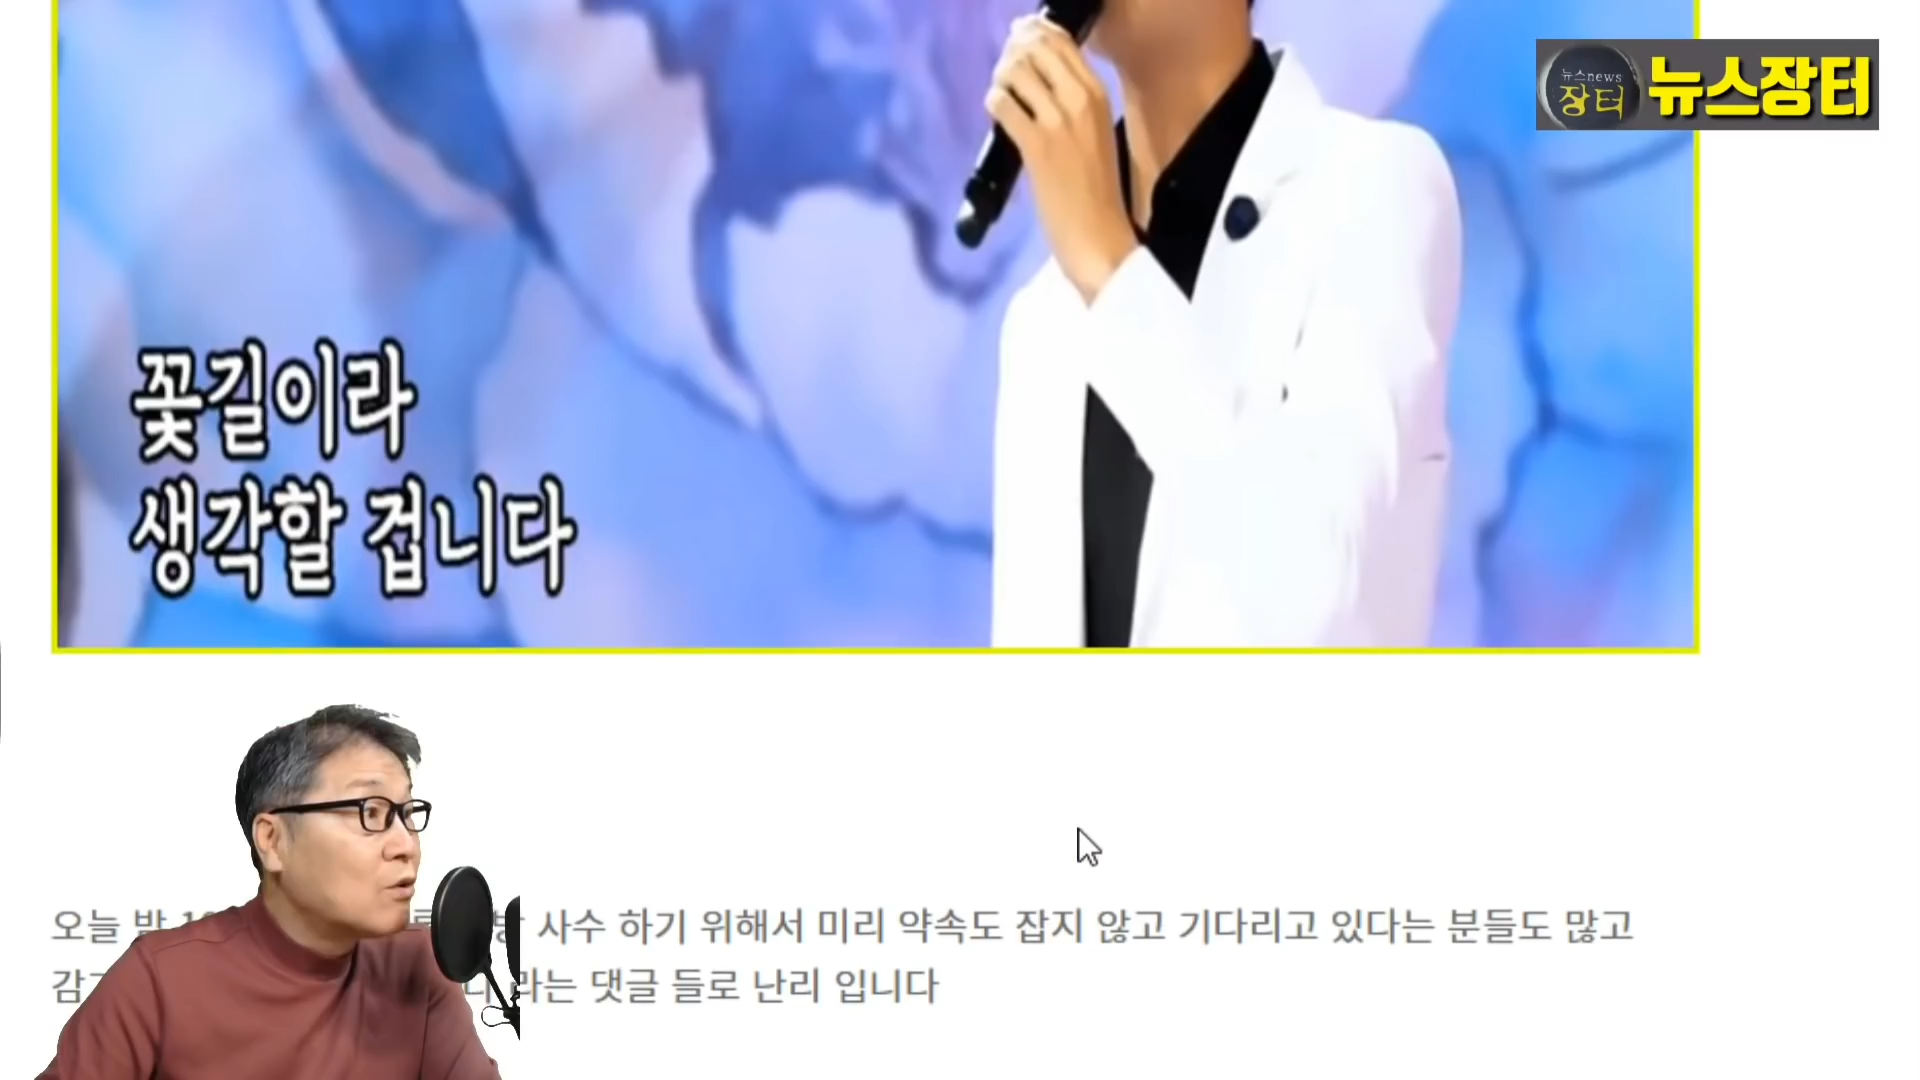 뉴스news
장터
뉴스장터
꽃길이라
생각할 겁니다
오늘 밤 사수 하기 위해서 미리 약속도 잡지 않고 기다리고 있다는 분들도 많고
라는 댓글 들로 난리 입니다